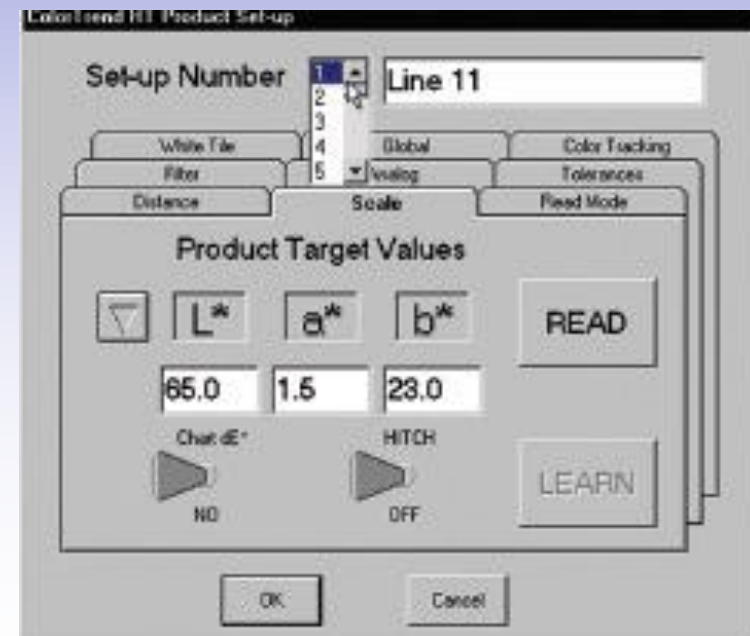 ColorTrend HT Product Set-up
Set-up Number 1 Line 11
2
3
4
5
White Tile Global Color Tracking
Filter Analog Tolerances
Distance Scale Read Mode
Product Target Values
L* a* b* READ
65.0 1.5 23.0
Chart dE* HITCH
LEARN
NO OFF
OK Cancel